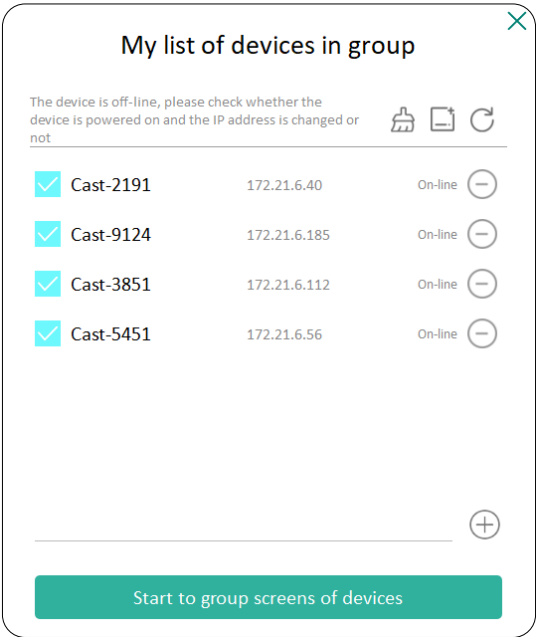 My list of devices in group
The device is off-line, please check whether the
device is powered on and the IP address is changed or
not
Cast-2191 172.21.6.40 On-line
Cast-9124 172.21.6.185 On-line
Cast-3851 172.21.6.112 On-line
Cast-5451 172.21.6.56 On-line
Start to group screens of devices